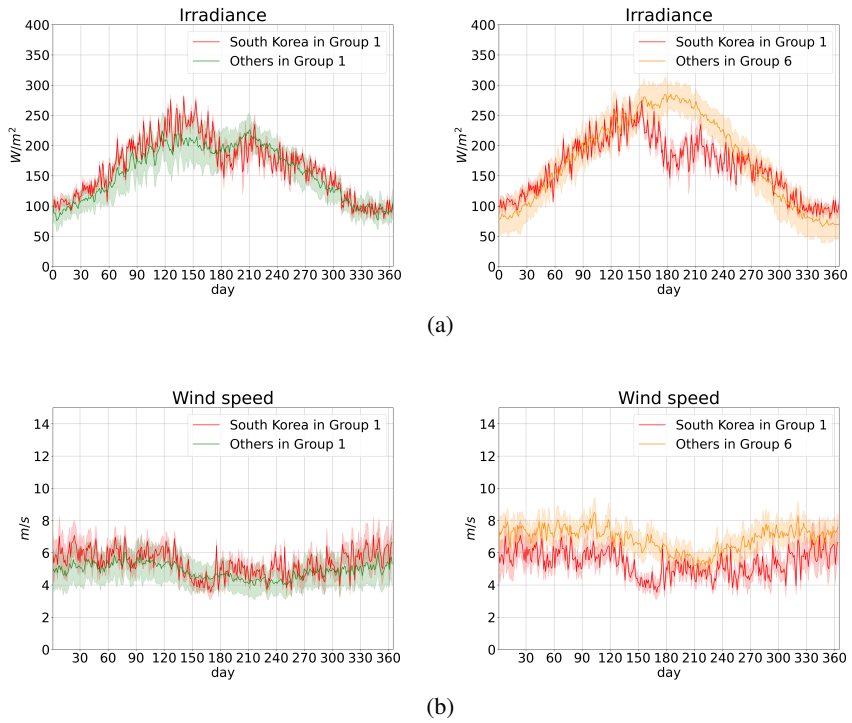 Irradiance
400
350
300
250
200
150
100
50
0
W/m²
South Korea in Group 1
Others in Group 1
0 30 60 90 120 150 180 210 240 270 300 330 360
day
Irradiance
400
350
300
250
200
150
100
50
0
W/m²
South Korea in Group 1
Others in Group 6
0 30 60 90 120 150 180 210 240 270 300 330 360
day
(a)
Wind speed
14
12
10
8
6
4
2
0
m/s
South Korea in Group 1
Others in Group 1
30 60 90 120 150 180 210 240 270 300 330 360
day
Wind speed
14
12
10
8
6
4
2
0
m/s
South Korea in Group 1
Others in Group 6
30 60 90 120 150 180 210 240 270 300 330 360
day
(b)